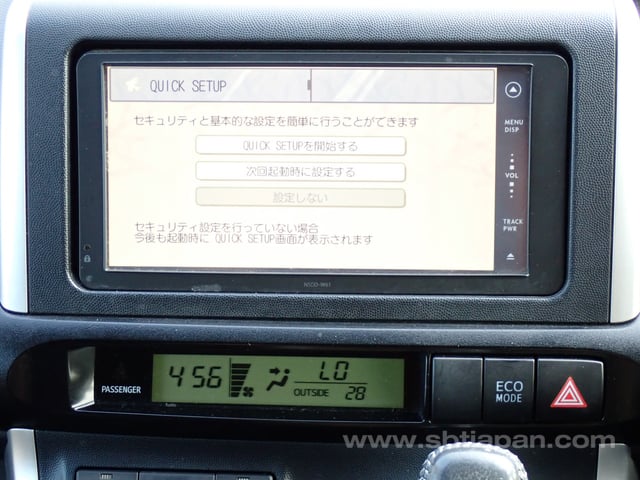 QUICK SETUP
セキュリティと基本的な設定を簡単に行うことができます
QUICK SETUPを開始する
次回起動時に設定する
設定しない
セキュリティ設定を行っていない場合
今後も起動時に QUICK SETUP画面が表示されます
MENU
DISP
VOL
TRACK
PWR
NSCD-W61
PASSENGER
4:56
LO
OUTSIDE 28
ECO
MODE
www.sbtjapan.com